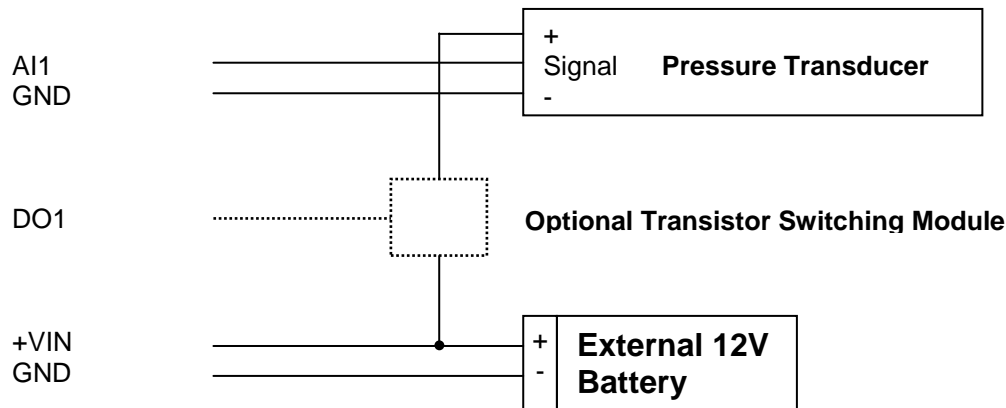 +
AI1
Signal Pressure Transducer
GND
-
DO1
Optional Transistor Switching Module
+VIN
+
External 12V
GND
-
Battery